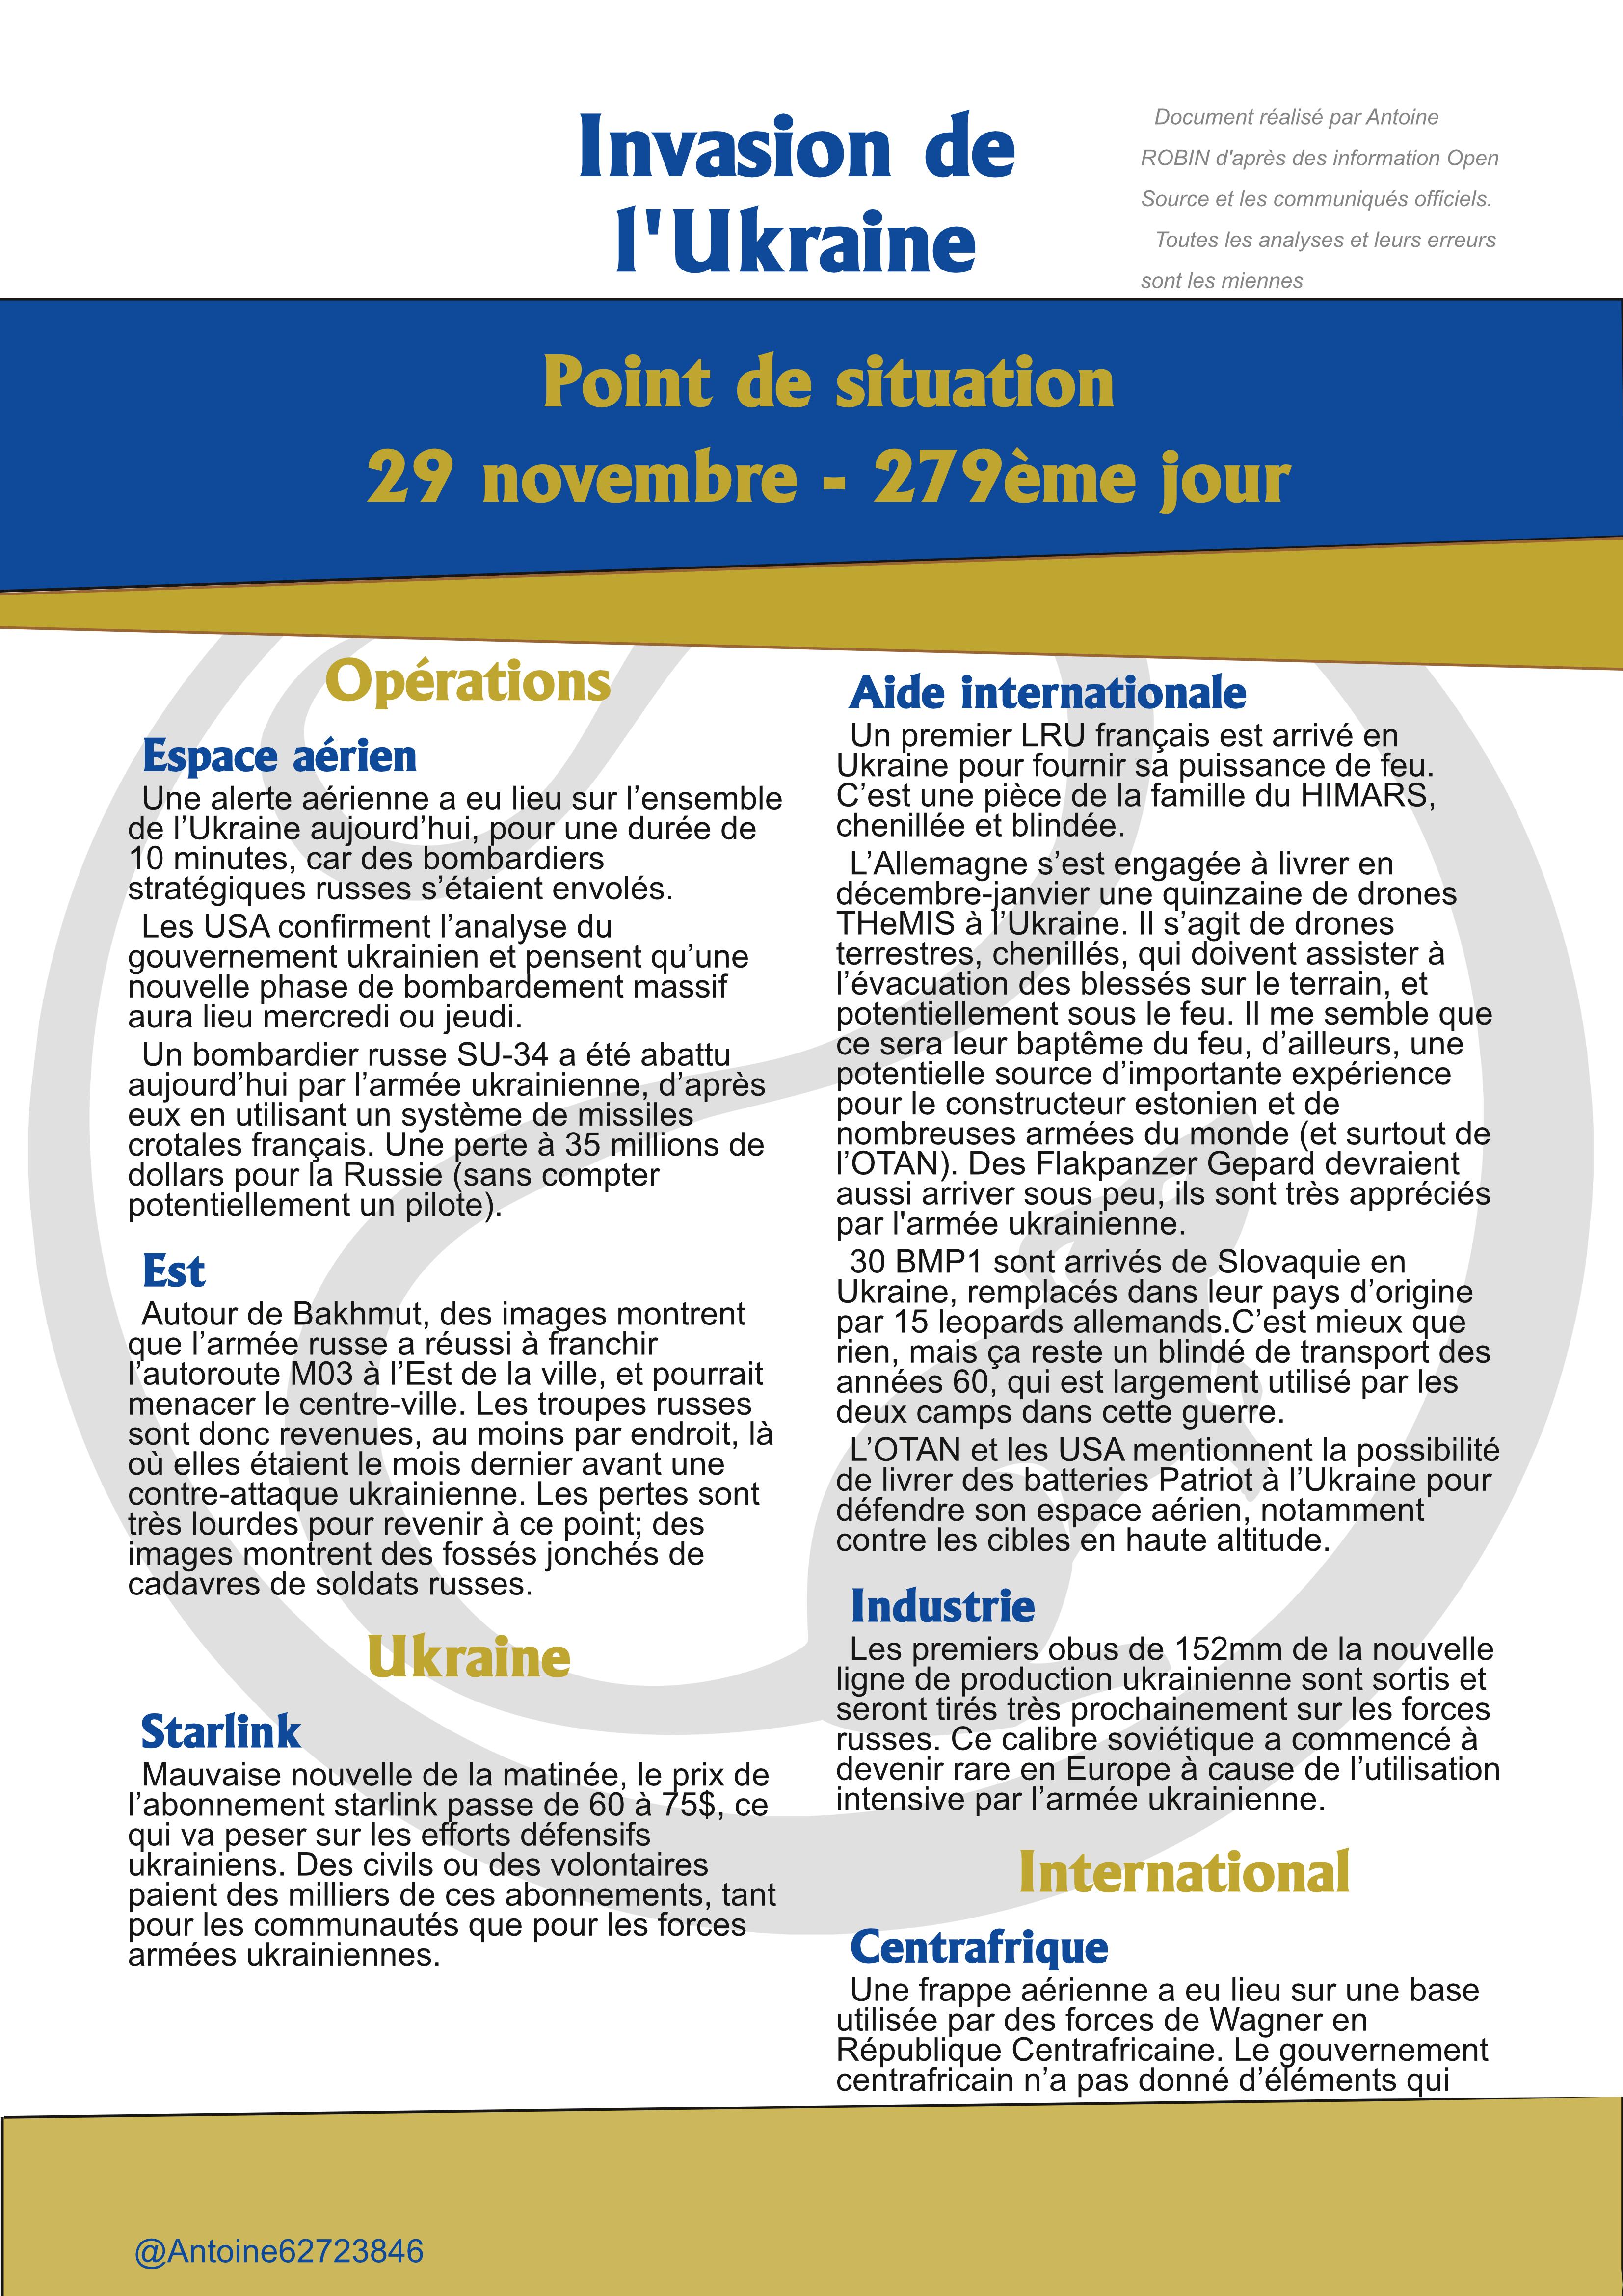 Invasion de
l'Ukraine
Document réalisé par Antoine
ROBIN d'après des information Open
Source et les communiqués officiels.
Toutes les analyses et leurs erreurs
sont les miennes
Point de situation
29 novembre - 279ème jour
Opérations
Espace aérien
Une alerte aérienne a eu lieu sur l’ensemble
de l’Ukraine aujourd’hui, pour une durée de
10 minutes, car des bombardiers
stratégiques russes s’étaient envolés.
Les USA confirment l’analyse du
gouvernement ukrainien et pensent qu’une
nouvelle phase de bombardement massif
aura lieu mercredi ou jeudi.
Un bombardier russe SU-34 a été abattu
aujourd’hui par l’armée ukrainienne, d’après
eux en utilisant un système de missiles
crotales français. Une perte à 35 millions de
dollars pour la Russie (sans compter
potentiellement un pilote).
Est
Autour de Bakhmut, des images montrent
que l’armée russe a réussi à franchir
l’autoroute M03 à l’Est de la ville, et pourrait
menacer le centre-ville. Les troupes russes
sont donc revenues, au moins par endroit, là
où elles étaient le mois dernier avant une
contre-attaque ukrainienne. Les pertes sont
très lourdes pour revenir à ce point; des
images montrent des fossés jonchés de
cadavres de soldats russes.
Ukraine
Starlink
Mauvaise nouvelle de la matinée, le prix de
l’abonnement starlink passe de 60 à 75$, ce
qui va peser sur les efforts défensifs
ukrainiens. Des civils ou des volontaires
paient des milliers de ces abonnements, tant
pour les communautés que pour les forces
armées ukrainiennes.
Aide internationale
Un premier LRU français est arrivé en
Ukraine pour fournir sa puissance de feu.
C’est une pièce de la famille du HIMARS,
chenillée et blindée.
L’Allemagne s’est engagée à livrer en
décembre-janvier une quinzaine de drones
THeMIS à l’Ukraine. Il s’agit de drones
terrestres, chenillés, qui doivent assister à
l’évacuation des blessés sur le terrain, et
potentiellement sous le feu. Il me semble que
ce sera leur baptême du feu, d’ailleurs, une
potentielle source d’importante expérience
pour le constructeur estonien et de
nombreuses armées du monde (et surtout de
l’OTAN). Des Flakpanzer Gepard devraient
aussi arriver sous peu, ils sont très appréciés
par l'armée ukrainienne.
30 BMP1 sont arrivés de Slovaquie en
Ukraine, remplacés dans leur pays d’origine
par 15 leopards allemands.C’est mieux que
rien, mais ça reste un blindé de transport des
années 60, qui est largement utilisé par les
deux camps dans cette guerre.
L’OTAN et les USA mentionnent la possibilité
de livrer des batteries Patriot à l’Ukraine pour
défendre son espace aérien, notamment
contre les cibles en haute altitude.
Industrie
Les premiers obus de 152mm de la nouvelle
ligne de production ukrainienne sont sortis et
seront tirés très prochainement sur les forces
russes. Ce calibre soviétique a commencé à
devenir rare en Europe à cause de l’utilisation
intensive par l’armée ukrainienne.
International
Centrafrique
Une frappe aérienne a eu lieu sur une base
utilisée par des forces de Wagner en
République Centrafricaine. Le gouvernement
centrafricain n’a pas donné d’éléments qui
@Antoine62723846